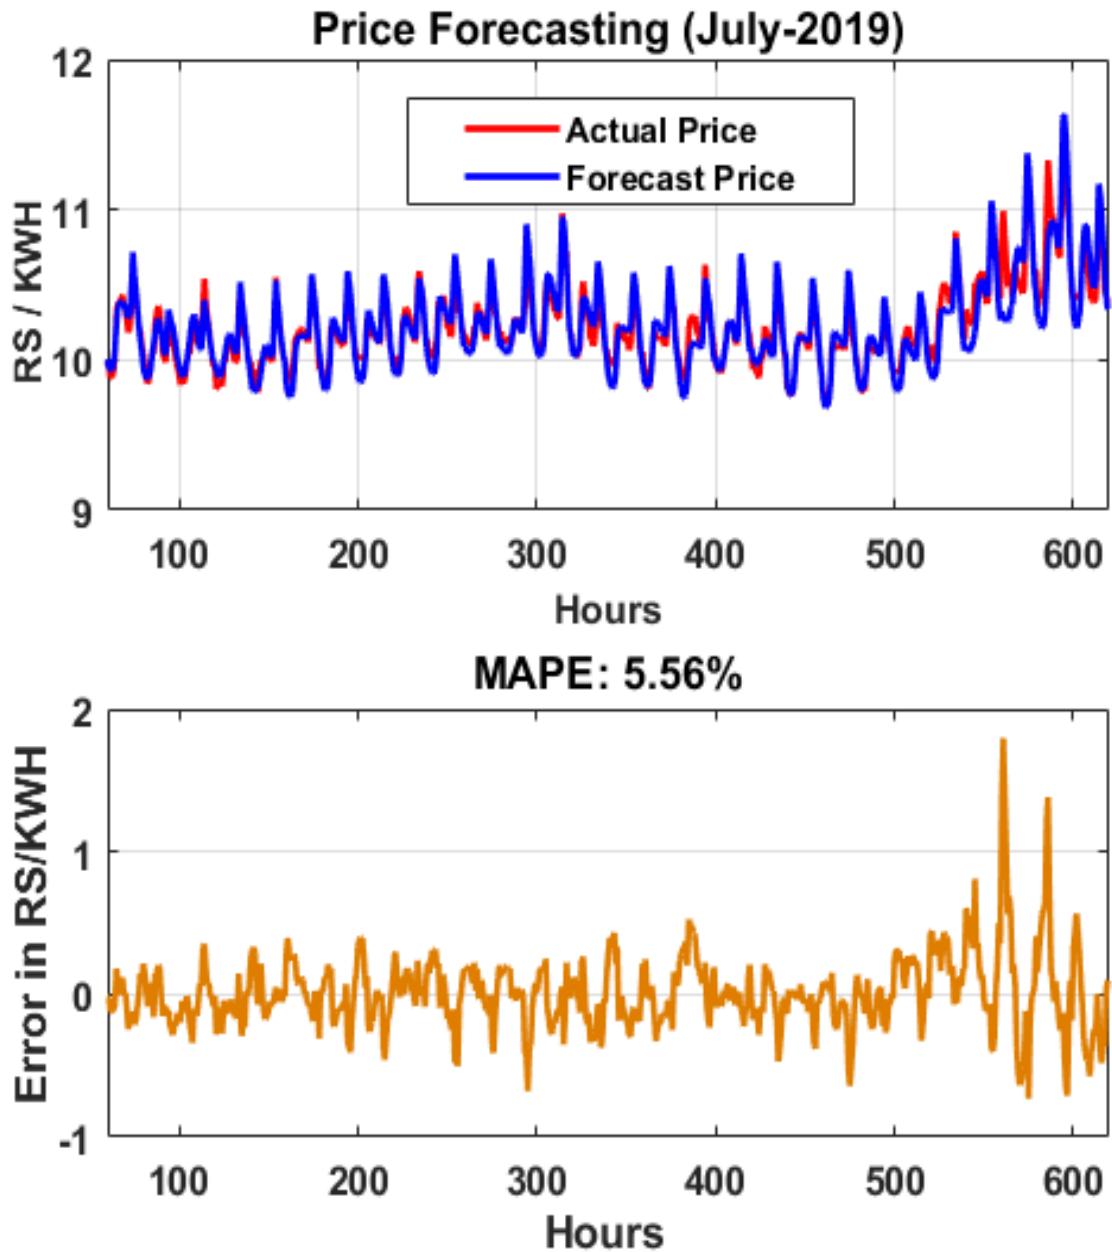 Price Forecasting (July-2019)
12
11
10
9
RS / KWH
Actual Price
Forecast Price
100 200 300 400 500 600
Hours
MAPE: 5.56%
2
1
0
-1
Error in RS/KWH
100 200 300 400 500 600
Hours